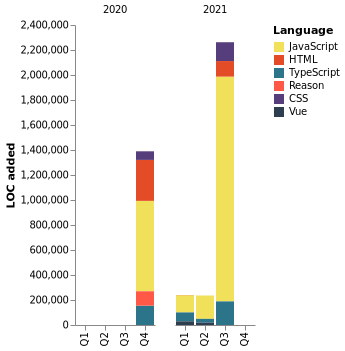 2020
2021
Language
JavaScript
HTML
TypeScript
Reason
CSS
Vue
LOC added
2,400,000
2,200,000
2,000,000
1,800,000
1,600,000
1,400,000
1,200,000
1,000,000
800,000
600,000
400,000
200,000
0
Q1
Q2
Q3
Q4
Q1
Q2
Q3
Q4